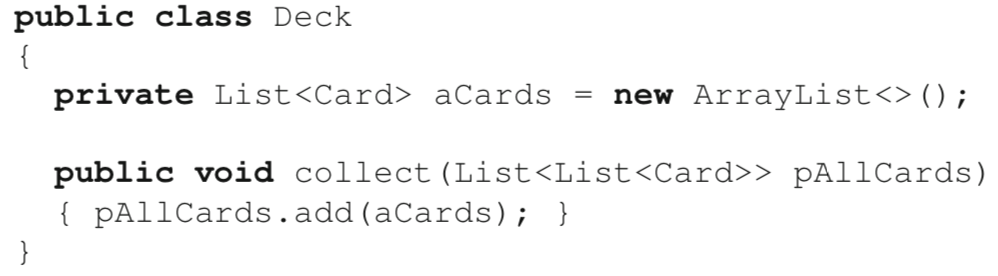 public class Deck
{
  private List<Card> aCards = new ArrayList<>();

  public void collect(List<List<Card>> pAllCards)
  { pAllCards.add(aCards); }
}